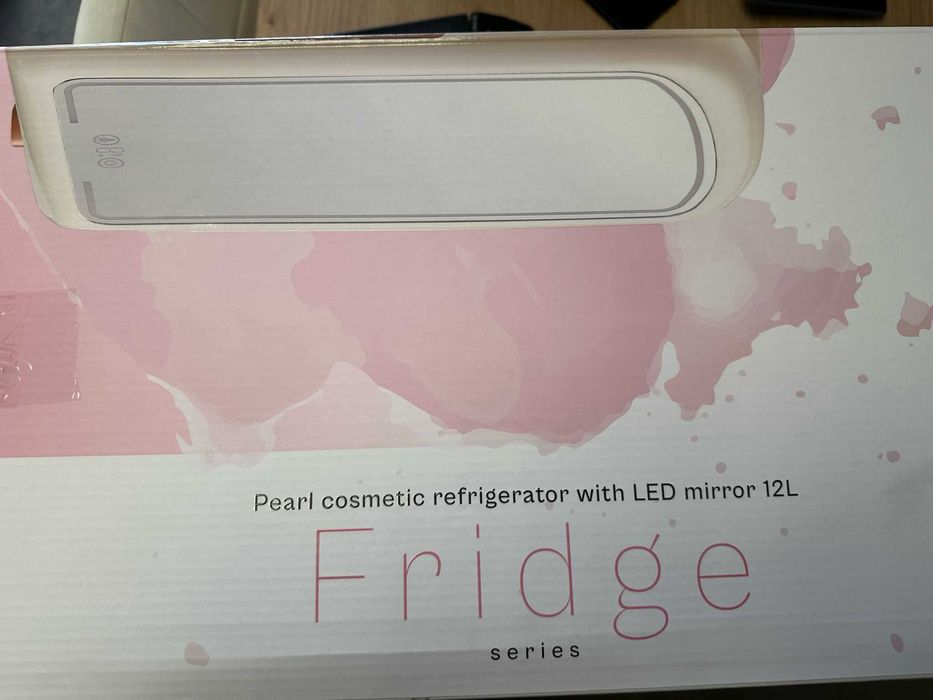 Pearl cosmetic refrigerator with LED mirror 12L
Fridge
series